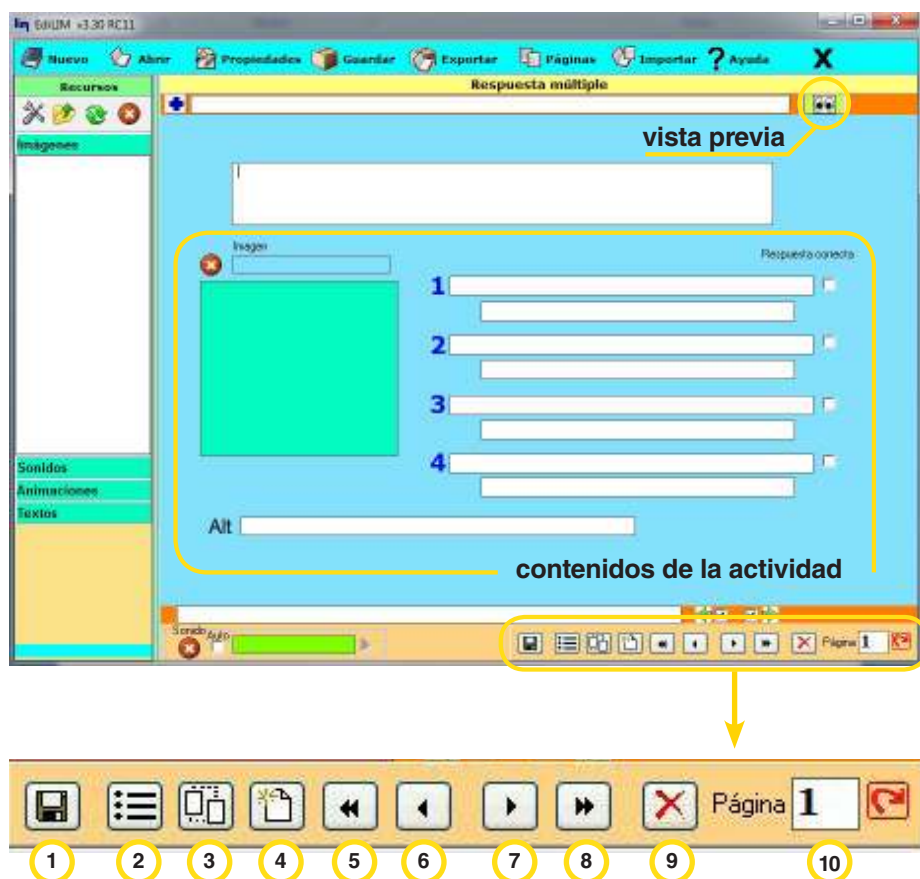 EdiLIM v3.30 RC11
Nuevo Abrir Propiedades Guardar Exportar Páginas Importar ? Ayuda X
Recursos
Respuesta múltiple
vista previa
Imágenes
Imagen
Respuesta correcta
1
2
3
4
Sonidos
Animaciones
Textos
Alt
contenidos de la actividad
Sonido
Auto
Página 1
Página 1
1 2 3 4 5 6 7 8 9 10